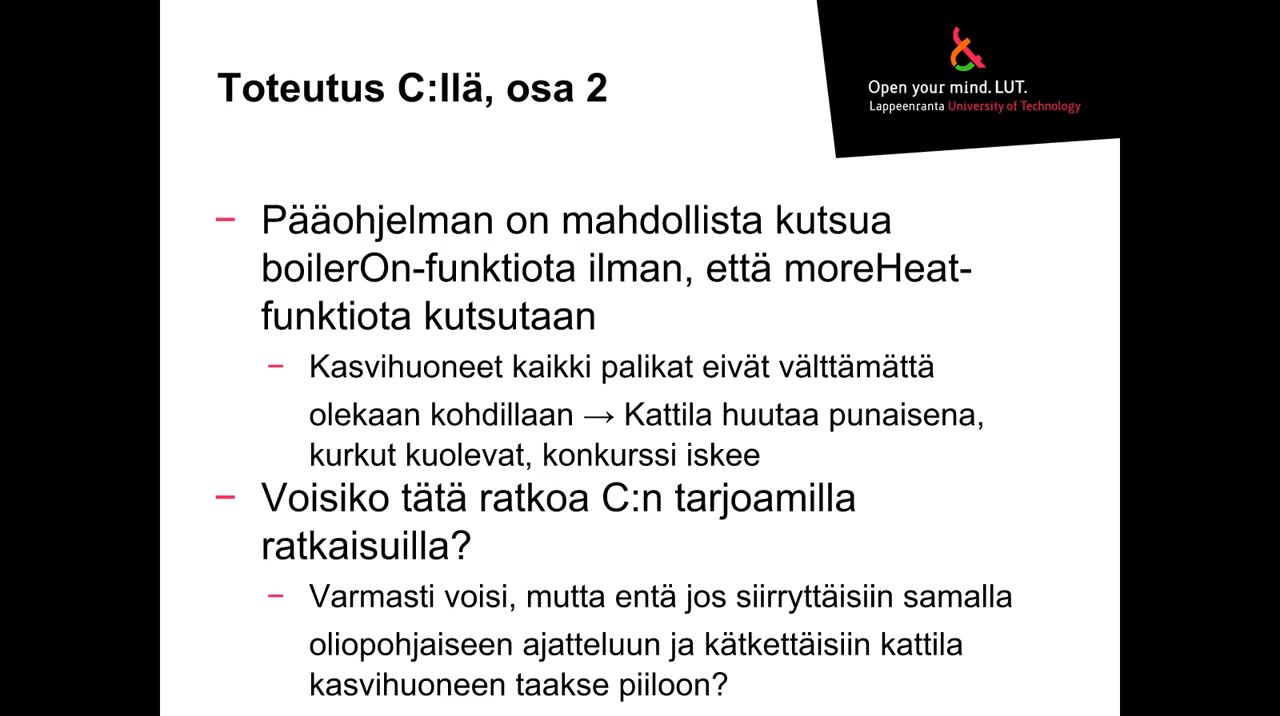 Toteutus C:llä, osa 2
Open your mind. LUT.
Lappeenranta University of Technology
− Pääohjelman on mahdollista kutsua
boilerOn-funktiota ilman, että moreHeat-
funktiota kutsutaan
− Kasvihuoneet kaikki palikat eivät välttämättä
olekaan kohdillaan → Kattila huutaa punaisena,
kurkut kuolevat, konkurssi iskee
− Voisiko tätä ratkoa C:n tarjoamilla
ratkaisuilla?
− Varmasti voisi, mutta entä jos siirryttäisiin samalla
oliopohjaiseen ajatteluun ja kätkettäisiin kattila
kasvihuoneen taakse piiloon?